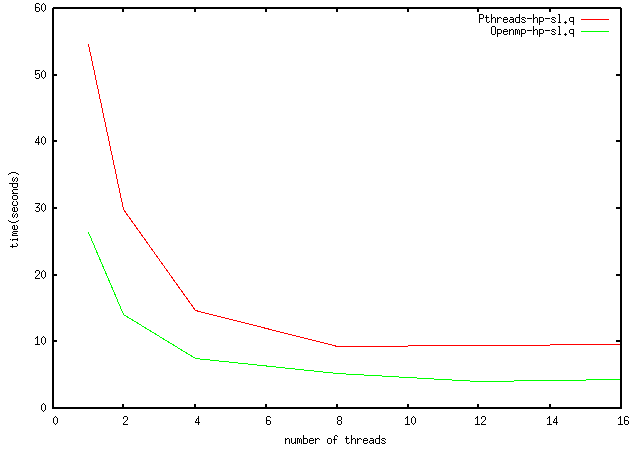 Pthreads-hp-sl.q
Openmp-hp-sl.q
60
50
40
30
20
10
0
time(seconds)
0 2 4 6 8 10 12 14 16
number of threads